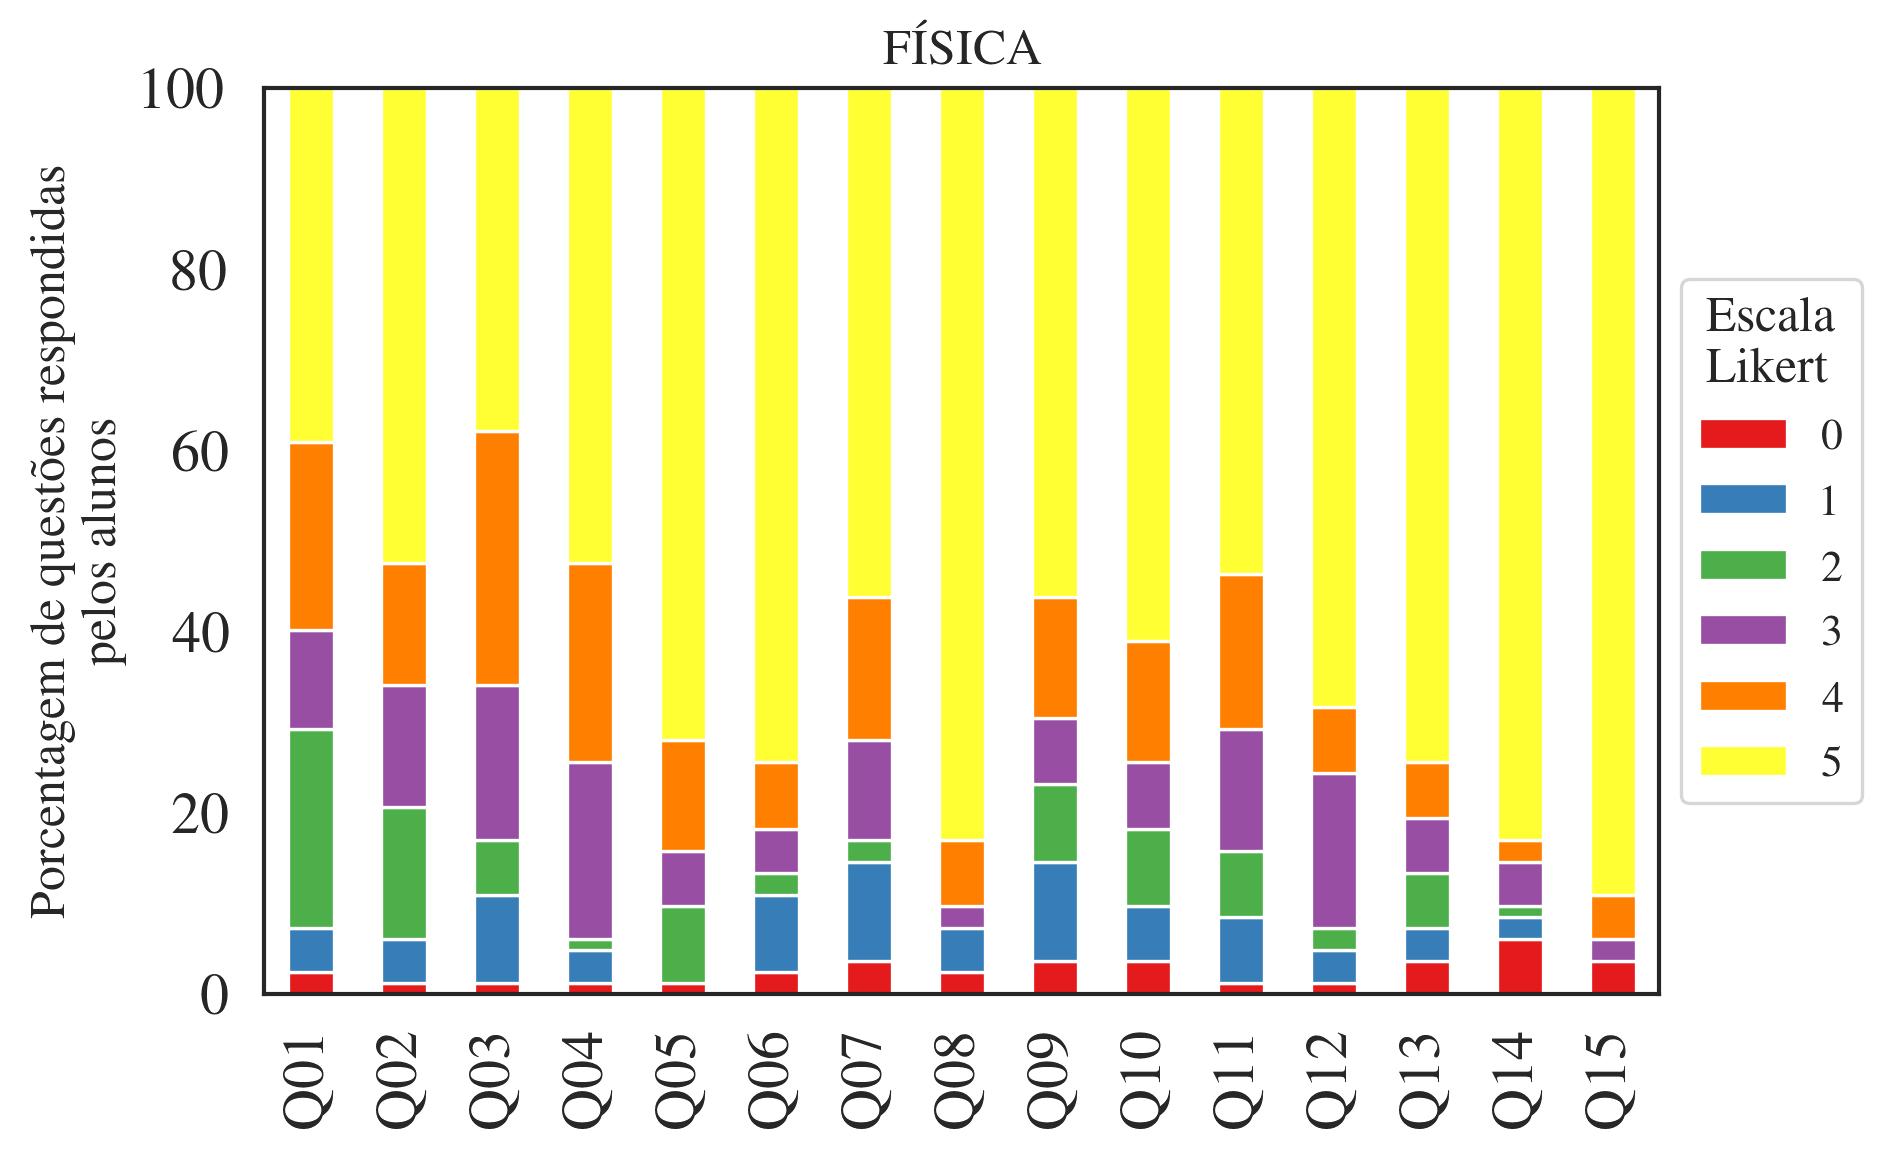 FÍSICA
Porcentagem de questões respondidas
pelos alunos
100
80
60
40
20
0
Q01
Q02
Q03
Q04
Q05
Q06
Q07
Q08
Q09
Q10
Q11
Q12
Q13
Q14
Q15
Escala
Likert
0
1
2
3
4
5